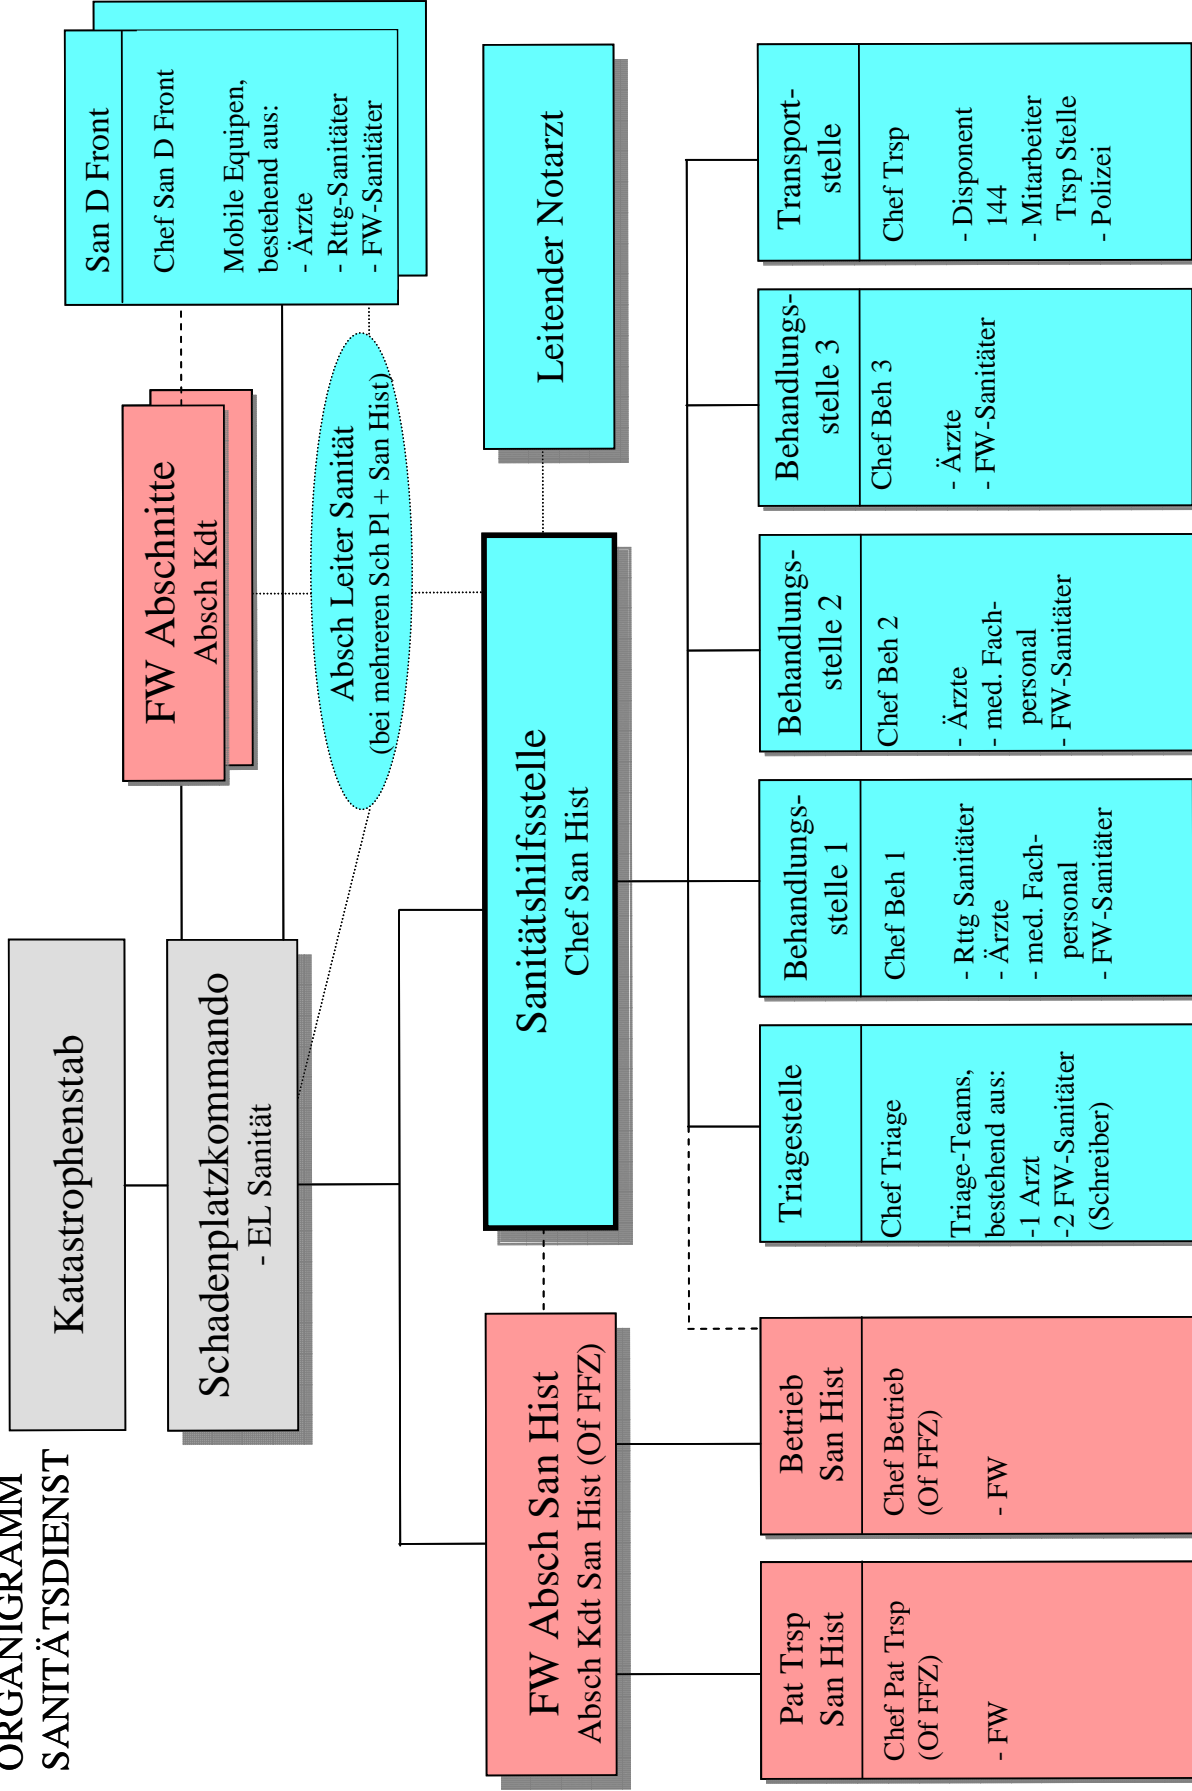 ORGANIGRAMM
SANITÄTSDIENST
Katastrophenstab
Schadenplatzkommando
- EL Sanität
FW Abschnitte
Absch Kdt
San D Front
Chef San D Front
Mobile Equipen,
bestehend aus:
- Ärzte
- Rttg-Sanitäter
- FW-Sanitäter
Absch Leiter Sanität
(bei mehreren Sch Pl + San Hist)
FW Absch San Hist
Absch Kdt San Hist (Of FFZ)
Sanitätshilfsstelle
Chef San Hist
Leitender Notarzt
Pat Trsp
San Hist
Chef Pat Trsp
(Of FFZ)
- FW
Betrieb
San Hist
Chef Betrieb
(Of FFZ)
- FW
Triagestelle
Chef Triage
Triage-Teams,
bestehend aus:
-1 Arzt
-2 FW-Sanitäter
(Schreiber)
Behandlungs-
stelle 1
Chef Beh 1
- Rttg Sanitäter
- Ärzte
- med. Fach-
personal
- FW-Sanitäter
Behandlungs-
stelle 2
Chef Beh 2
- Ärzte
- med. Fach-
personal
- FW-Sanitäter
Behandlungs-
stelle 3
Chef Beh 3
- Ärzte
- FW-Sanitäter
Transport-
stelle
Chef Trsp
- Disponent
144
- Mitarbeiter
Trsp Stelle
- Polizei